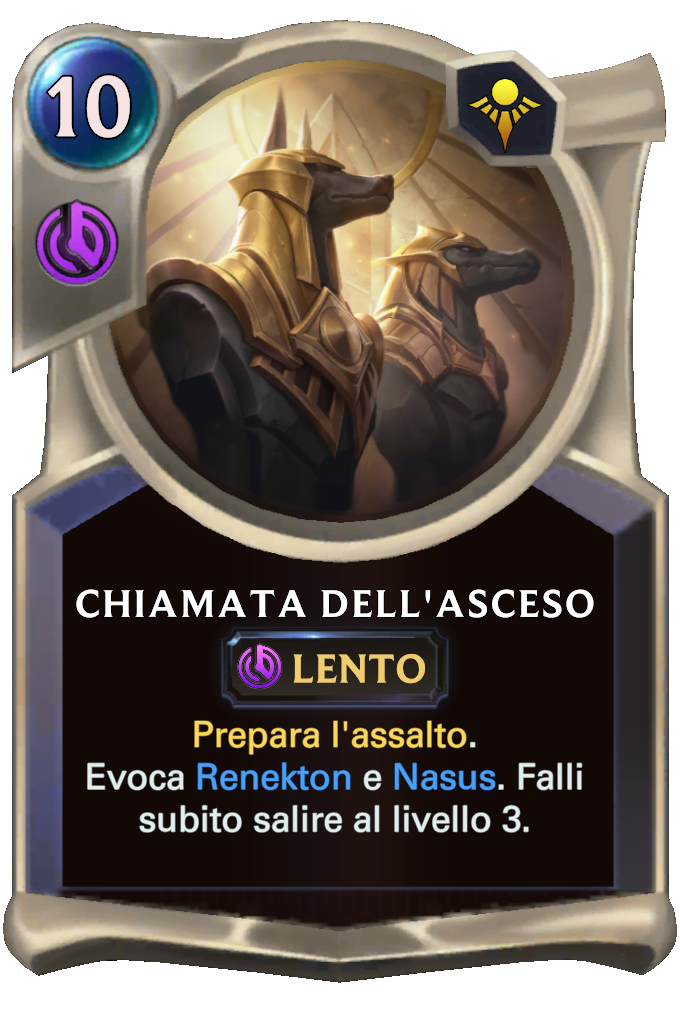 10
CHIAMATA DELL'ASCESO
LENTO
Prepara l'assalto.
Evoca Renekton e Nasus. Falli
subito salire al livello 3.